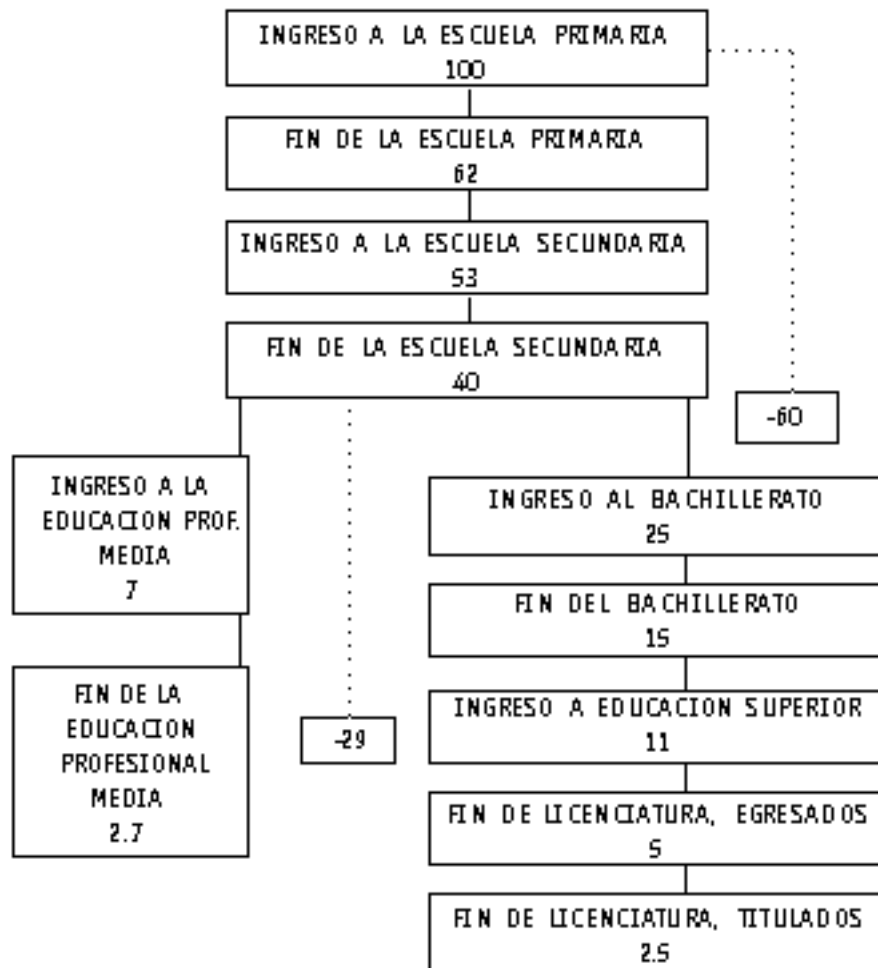 INGRESO A LA ESCUELA PRIMARIA
100
FIN DE LA ESCUELA PRIMARIA
62
INGRESO A LA ESCUELA SECUNDARIA
53
FIN DE LA ESCUELA SECUNDARIA
40
-60
INGRESO A LA
EDUCACION PROF.
MEDIA
7
FIN DE LA
EDUCACION
PROFESIONAL
MEDIA
2.7
-29
INGRESO AL BACHILLERATO
25
FIN DEL BACHILLERATO
15
INGRESO A EDUCACION SUPERIOR
11
FIN DE LICENCIATURA, EGRESADOS
5
FIN DE LICENCIATURA, TITULADOS
2.5